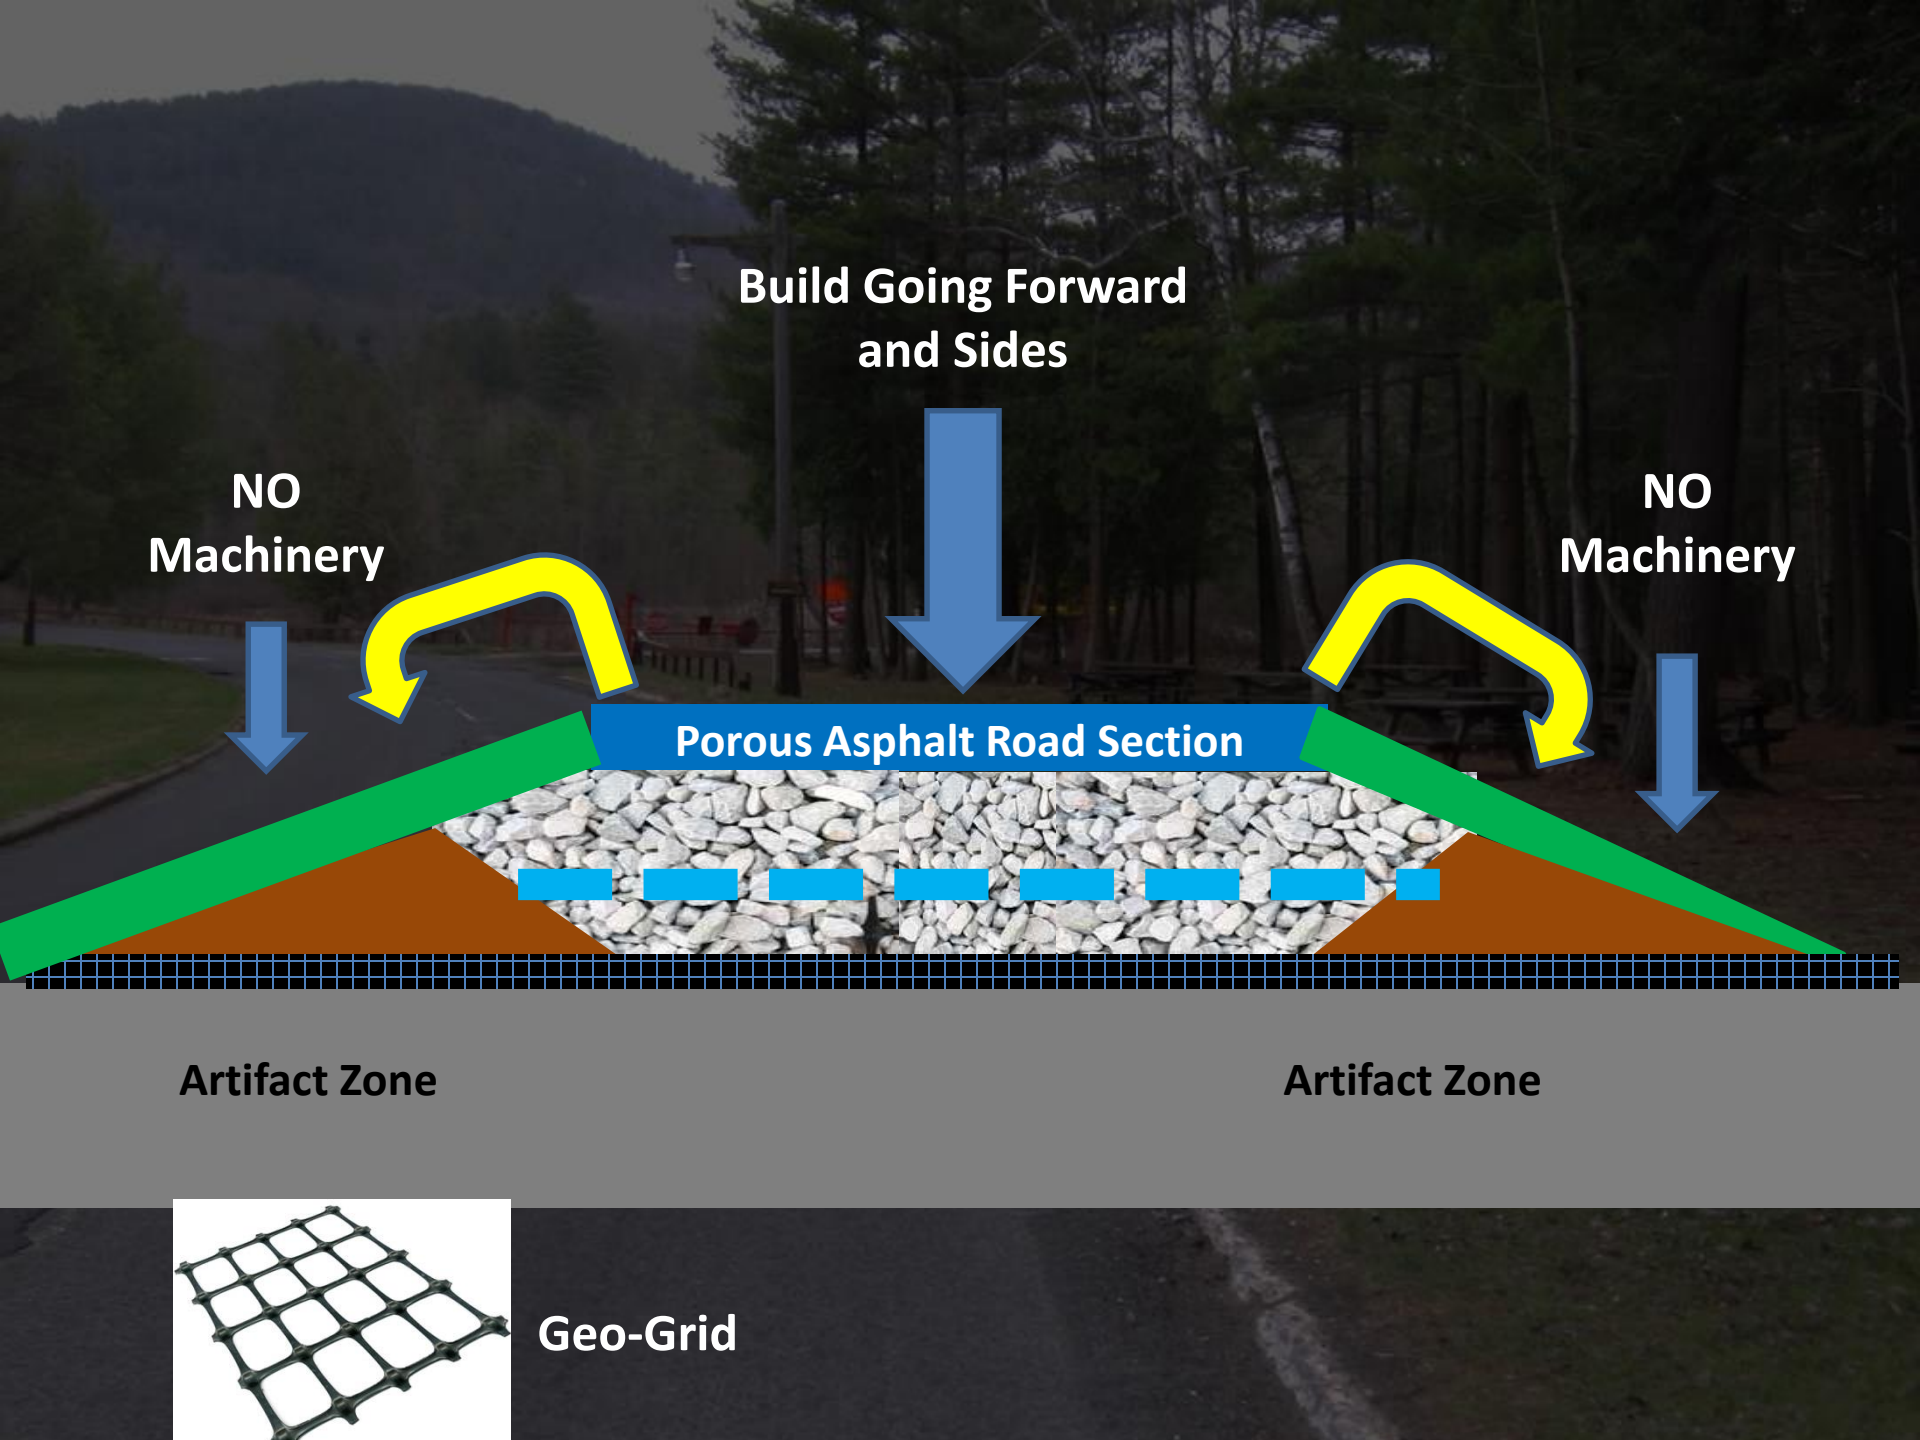 Build Going Forward
and Sides
NO
Machinery
NO
Machinery
Porous Asphalt Road Section
Artifact Zone
Artifact Zone
Geo-Grid